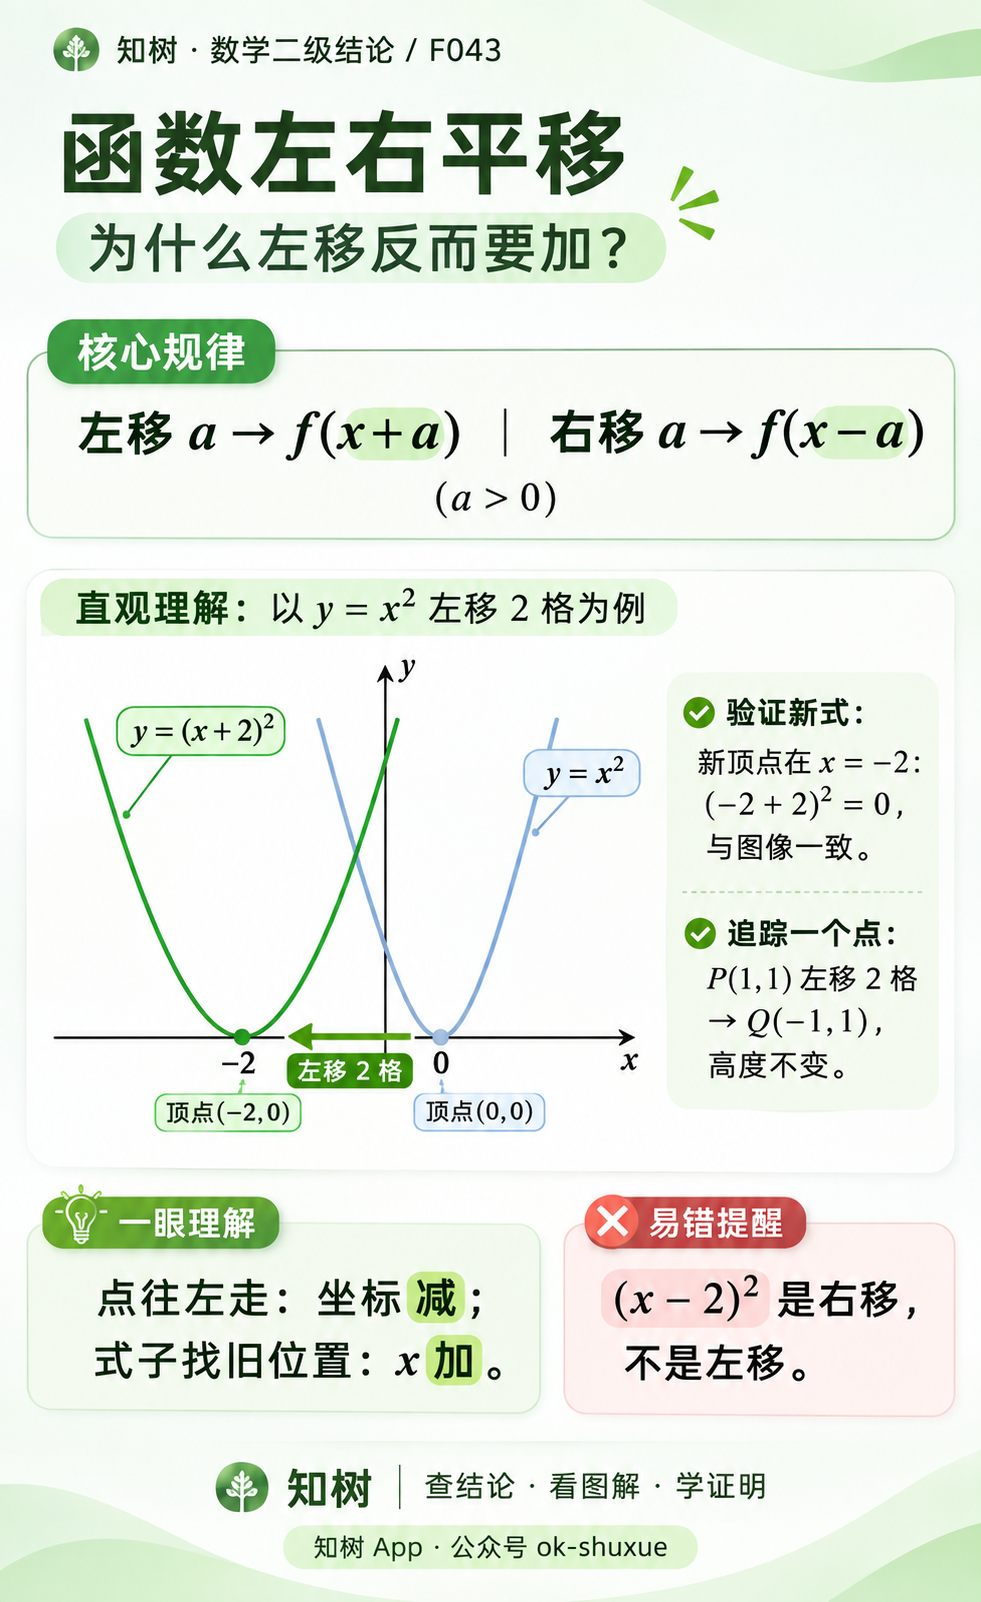 知树 · 数学二级结论 / F043
函数左右平移
为什么左移反而要加？
核心规律
左移 a → f(x+a) | 右移 a → f(x−a)
(a > 0)
直观理解：以 y = x² 左移 2 格为例
y
y = (x+2)²
y = x²
−2
左移 2 格
0
x
顶点(−2,0)
顶点(0,0)
验证新式：
新顶点在 x = −2：
(−2 + 2)² = 0，
与图像一致。
追踪一个点：
P(1,1) 左移 2 格
→ Q(−1,1)，
高度不变。
一眼理解
点往左走：坐标减；
式子找旧位置：x加。
易错提醒
(x − 2)² 是右移，
不是左移。
知树 | 查结论 · 看图解 · 学证明
知树 App · 公众号 ok-shuxue